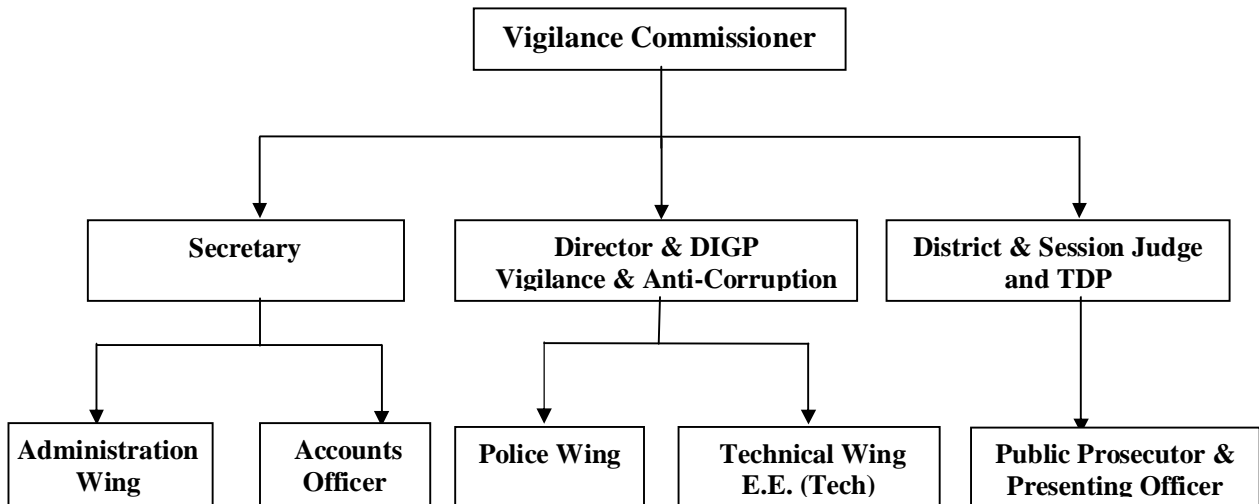 Vigilance Commissioner
Secretary
Director & DIGP
Vigilance & Anti-Corruption
District & Session Judge
and TDP
Administration
Wing
Accounts
Officer
Police Wing
Technical Wing
E.E. (Tech)
Public Prosecutor &
Presenting Officer